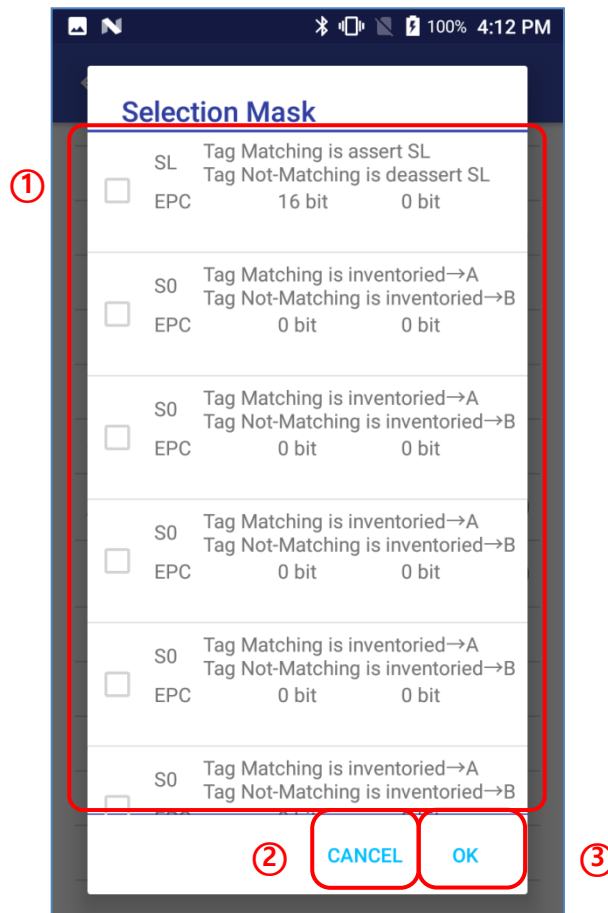 100% 4:12 PM
Selection Mask
①
SL Tag Matching is assert SL
Tag Not-Matching is deassert SL
EPC 16 bit 0 bit
S0 Tag Matching is inventoried→A
Tag Not-Matching is inventoried→B
EPC 0 bit 0 bit
S0 Tag Matching is inventoried→A
Tag Not-Matching is inventoried→B
EPC 0 bit 0 bit
S0 Tag Matching is inventoried→A
Tag Not-Matching is inventoried→B
EPC 0 bit 0 bit
S0 Tag Matching is inventoried→A
Tag Not-Matching is inventoried→B
EPC 0 bit 0 bit
S0 Tag Matching is inventoried→A
Tag Not-Matching is inventoried→B
② CANCEL OK ③